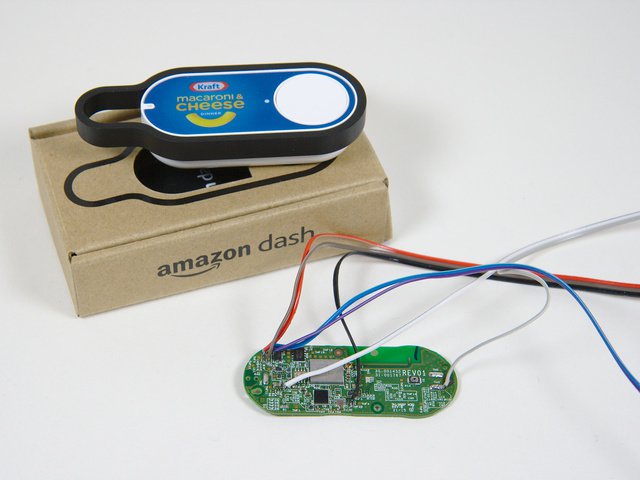 Kraft
macaroni &
CHEESE
DINNER
amazon dash
REV01